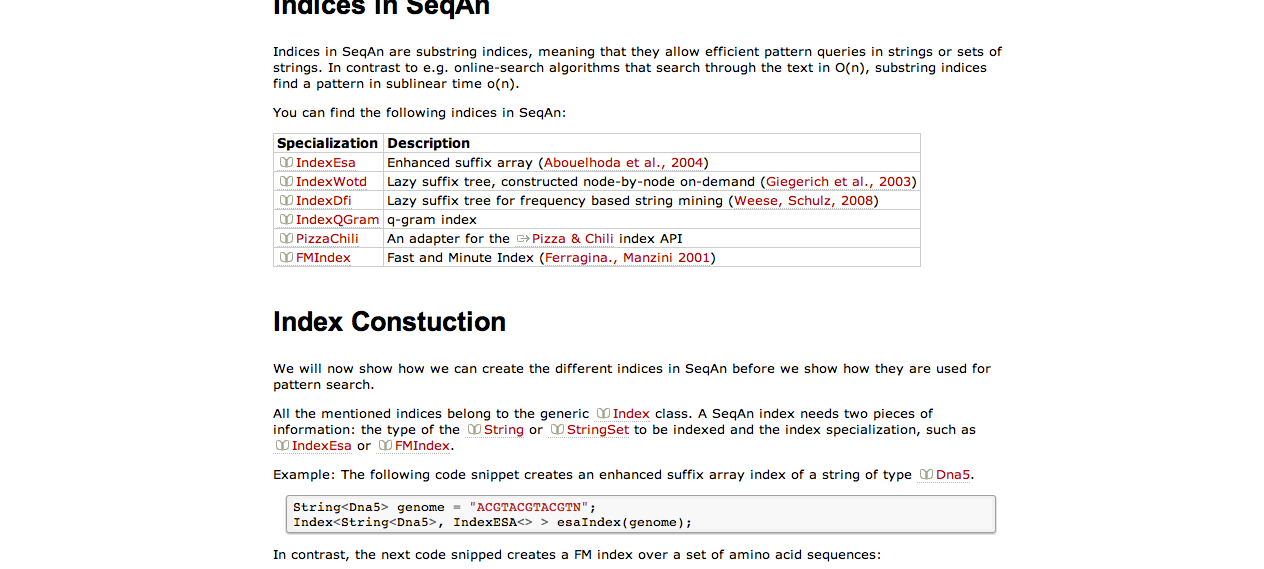 Indices in SeqAn
Indices in SeqAn are substring indices, meaning that they allow efficient pattern queries in strings or sets of
strings. In contrast to e.g. online-search algorithms that search through the text in O(n), substring indices
find a pattern in sublinear time o(n).
You can find the following indices in SeqAn:
Specialization Description
IndexEsa Enhanced suffix array (Abouelhoda et al., 2004)
IndexWotd Lazy suffix tree, constructed node-by-node on-demand (Giegerich et al., 2003)
IndexDfi Lazy suffix tree for frequency based string mining (Weese, Schulz, 2008)
IndexQGram q-gram index
PizzaChili An adapter for the Pizza & Chili index API
FMIndex Fast and Minute Index (Ferragina., Manzini 2001)
Index Constuction
We will now show how we can create the different indices in SeqAn before we show how they are used for
pattern search.
All the mentioned indices belong to the generic Index class. A SeqAn index needs two pieces of
information: the type of the String or StringSet to be indexed and the index specialization, such as
IndexEsa or FMIndex.
Example: The following code snippet creates an enhanced suffix array index of a string of type Dna5.
String<Dna5> genome = "ACGTACGTACGTN";
Index<String<Dna5>, IndexESA<> > esaIndex(genome);
In contrast, the next code snipped creates a FM index over a set of amino acid sequences: